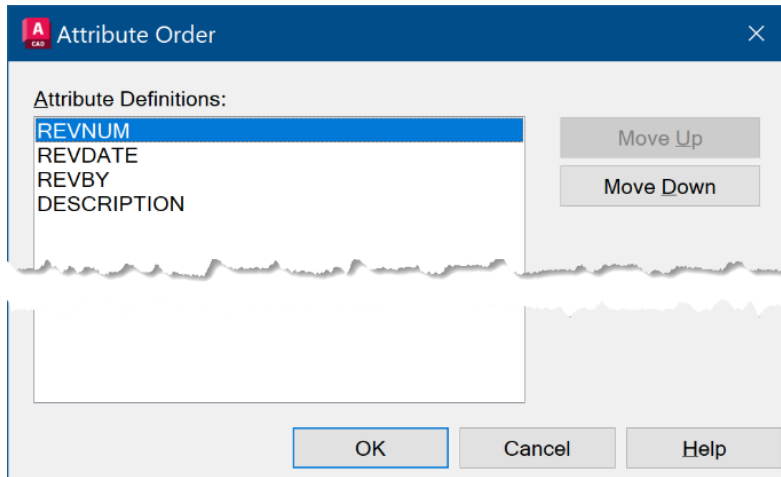 A
CAD
Attribute Order
Attribute Definitions:
REVNUM
REVDATE
REVBY
DESCRIPTION
Move Up
Move Down
OK
Cancel
Help